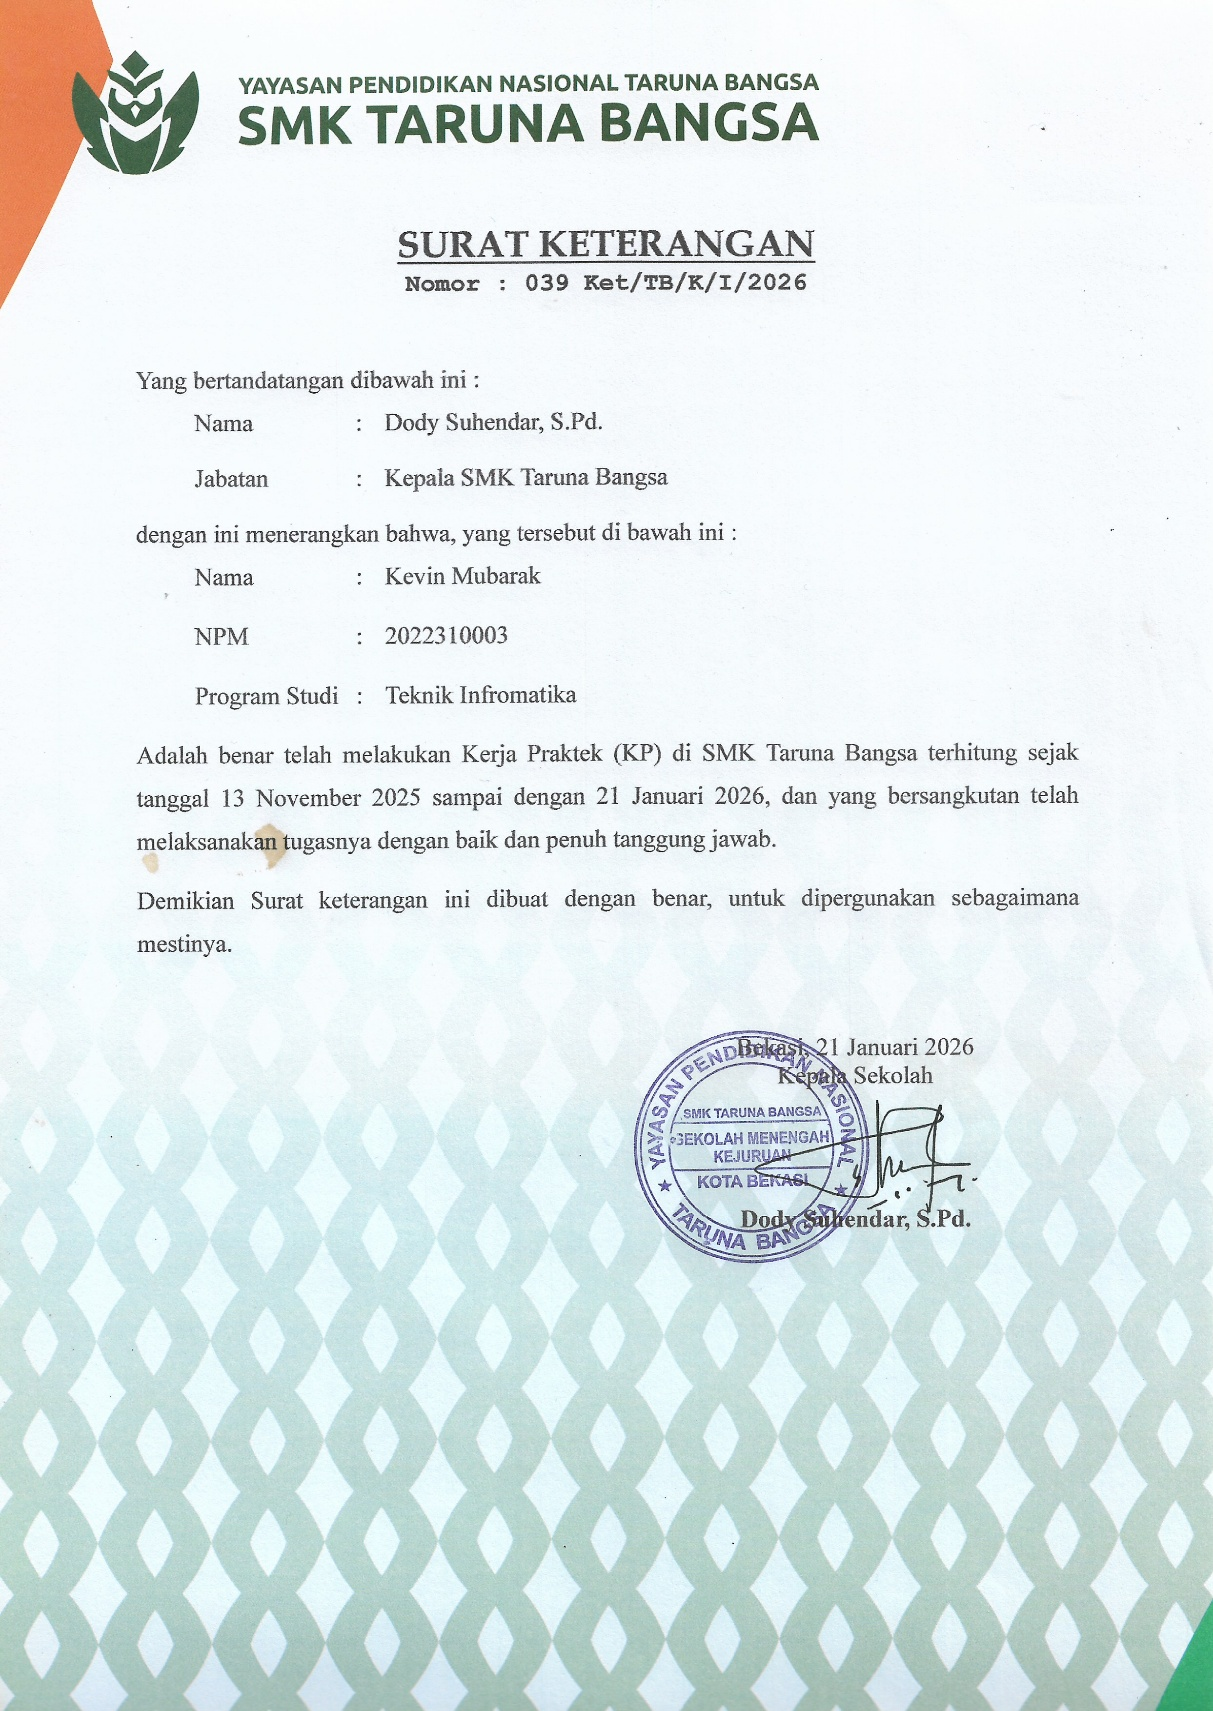 YAYASAN PENDIDIKAN NASIONAL TARUNA BANGSA
SMK TARUNA BANGSA
SURAT KETERANGAN
Nomor : 039 Ket/TB/K/I/2026
Yang bertandatangan dibawah ini :
Nama : Dody Suhendar, S.Pd.
Jabatan : Kepala SMK Taruna Bangsa
dengan ini menerangkan bahwa, yang tersebut di bawah ini :
Nama : Kevin Mubarak
NPM : 2022310003
Program Studi : Teknik Infromatika
Adalah benar telah melakukan Kerja Praktek (KP) di SMK Taruna Bangsa terhitung sejak
tanggal 13 November 2025 sampai dengan 21 Januari 2026, dan yang bersangkutan telah
melaksanakan tugasnya dengan baik dan penuh tanggung jawab.
Demikian Surat keterangan ini dibuat dengan benar, untuk dipergunakan sebagaimana
mestinya.
Bekasi, 21 Januari 2026
Kepala Sekolah
YAYASAN PENDIDIKAN NASIONAL
SMK TARUNA BANGSA
SEKOLAH MENENGAH
KEJURUAN
KOTA BEKASI
★ TARUNA BANGSA ★
Dody Suhendar, S.Pd.